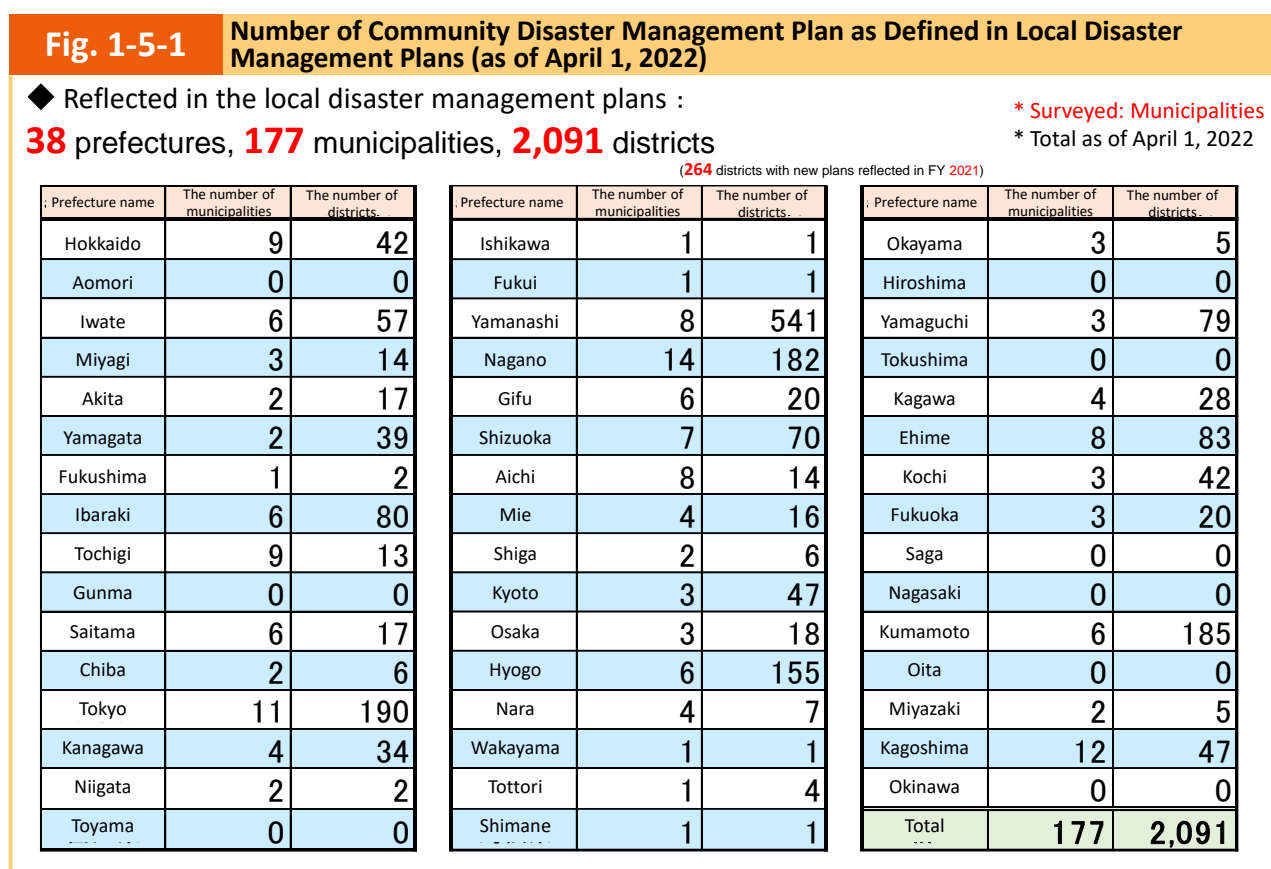 Fig. 1-5-1
Number of Community Disaster Management Plan as Defined in Local Disaster
Management Plans (as of April 1, 2022)
◆ Reflected in the local disaster management plans :
38 prefectures, 177 municipalities, 2,091 districts
* Surveyed: Municipalities
* Total as of April 1, 2022
(264 districts with new plans reflected in FY 2021)
Prefecture name The number of municipalities The number of districts
Hokkaido 9 42
Aomori 0 0
Iwate 6 57
Miyagi 3 14
Akita 2 17
Yamagata 2 39
Fukushima 1 2
Ibaraki 6 80
Tochigi 9 13
Gunma 0 0
Saitama 6 17
Chiba 2 6
Tokyo 11 190
Kanagawa 4 34
Niigata 2 2
Toyama 0 0
Prefecture name The number of municipalities The number of districts
Ishikawa 1 1
Fukui 1 1
Yamanashi 8 541
Nagano 14 182
Gifu 6 20
Shizuoka 7 70
Aichi 8 14
Mie 4 16
Shiga 2 6
Kyoto 3 47
Osaka 3 18
Hyogo 6 155
Nara 4 7
Wakayama 1 1
Tottori 1 4
Shimane 1 1
Prefecture name The number of municipalities The number of districts
Okayama 3 5
Hiroshima 0 0
Yamaguchi 3 79
Tokushima 0 0
Kagawa 4 28
Ehime 8 83
Kochi 3 42
Fukuoka 3 20
Saga 0 0
Nagasaki 0 0
Kumamoto 6 185
Oita 0 0
Miyazaki 2 5
Kagoshima 12 47
Okinawa 0 0
Total 177 2,091